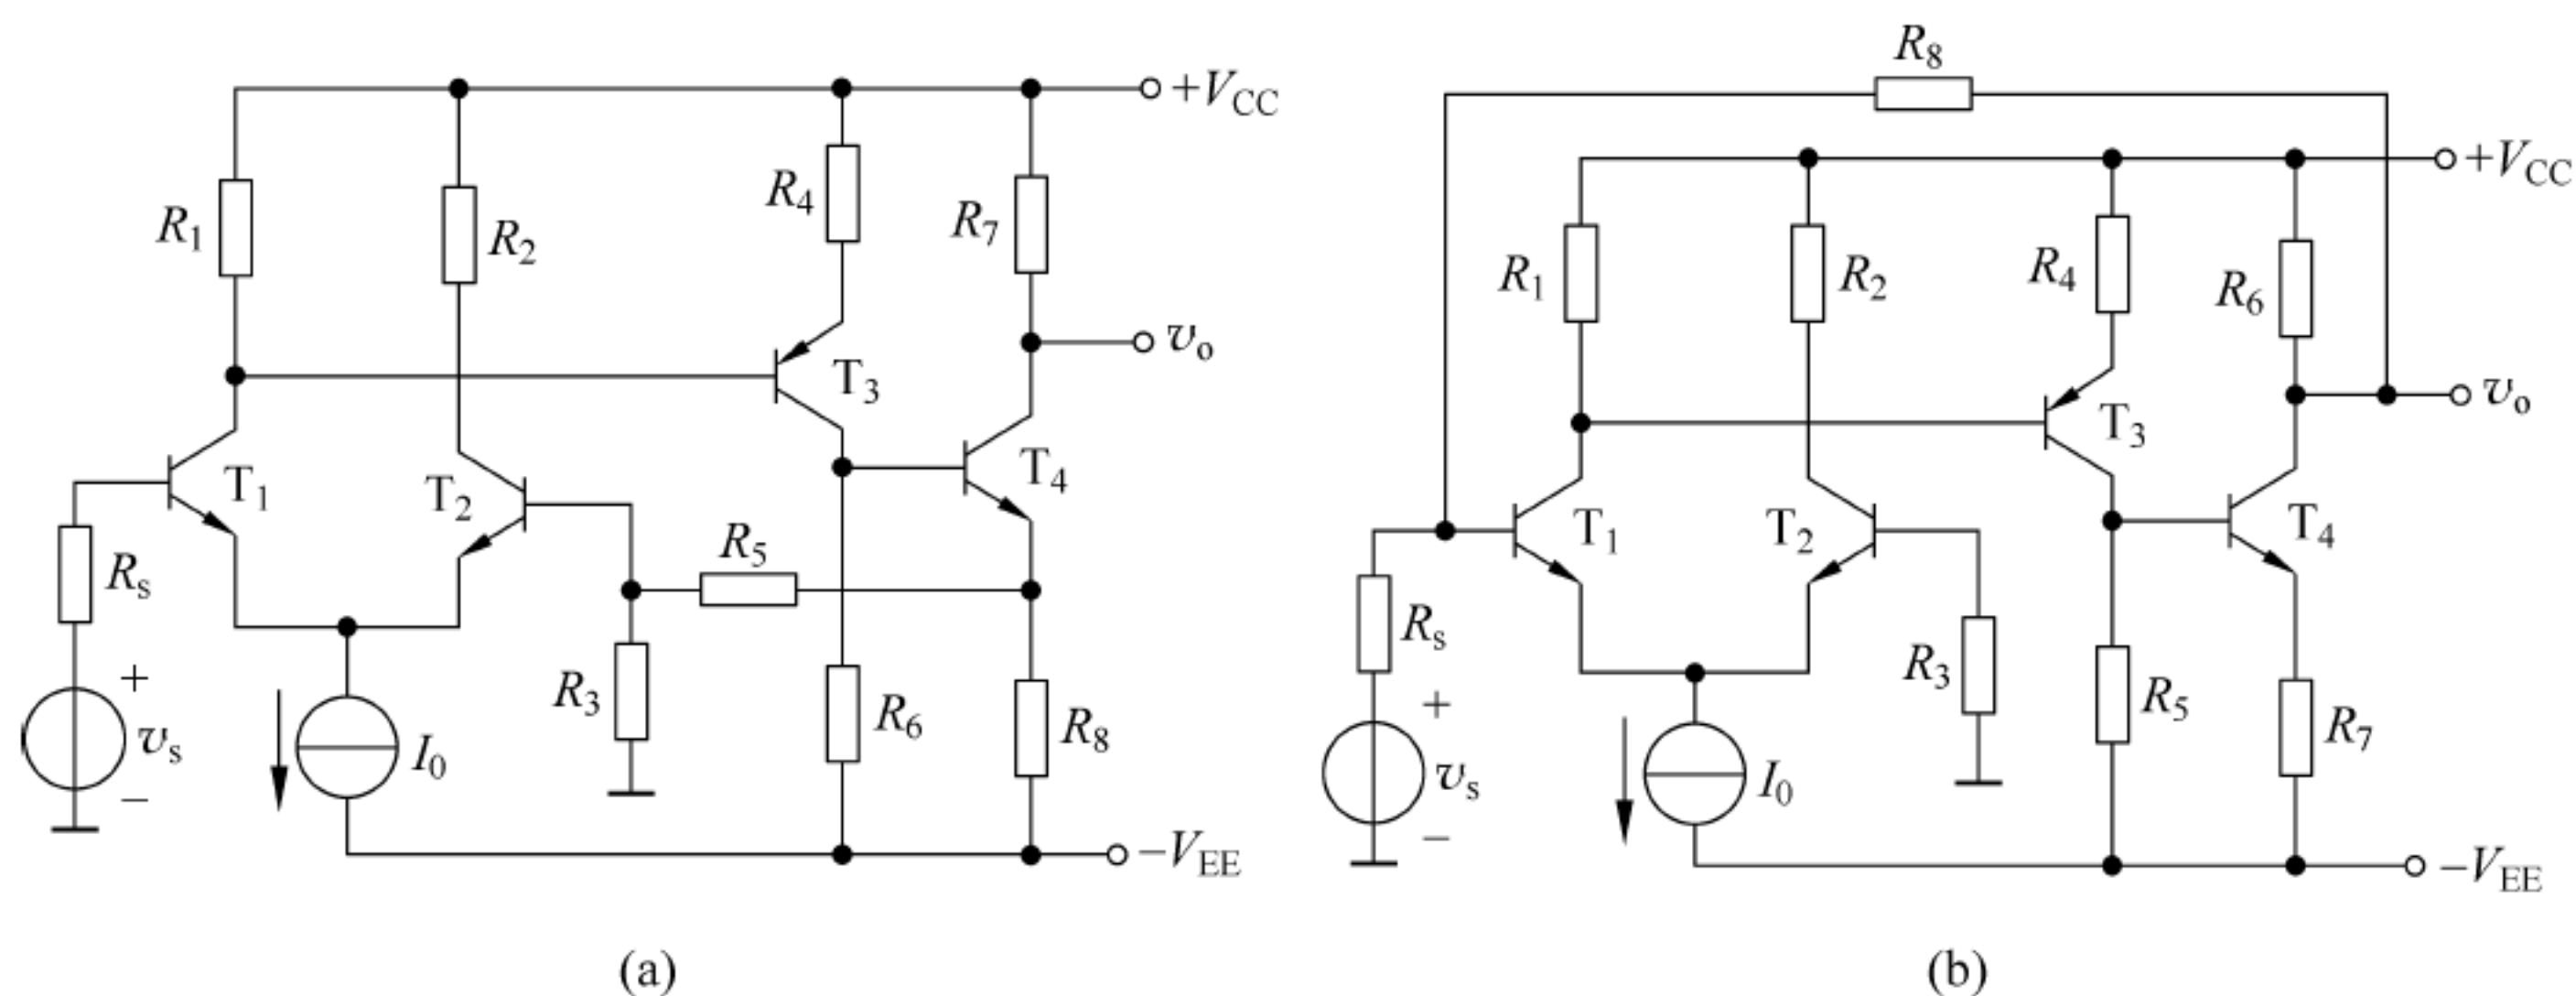 R8
+VCC
+VCC
R4
R7
R1
R2
R1
R2
R4
R6
vo
T3
vo
T3
T1
T2
T4
T1
T2
T4
R5
Rs
Rs
R3
R3
R6
R8
R5
R7
+
vs
−
I0
+
vs
−
I0
−VEE
−VEE
(a)
(b)